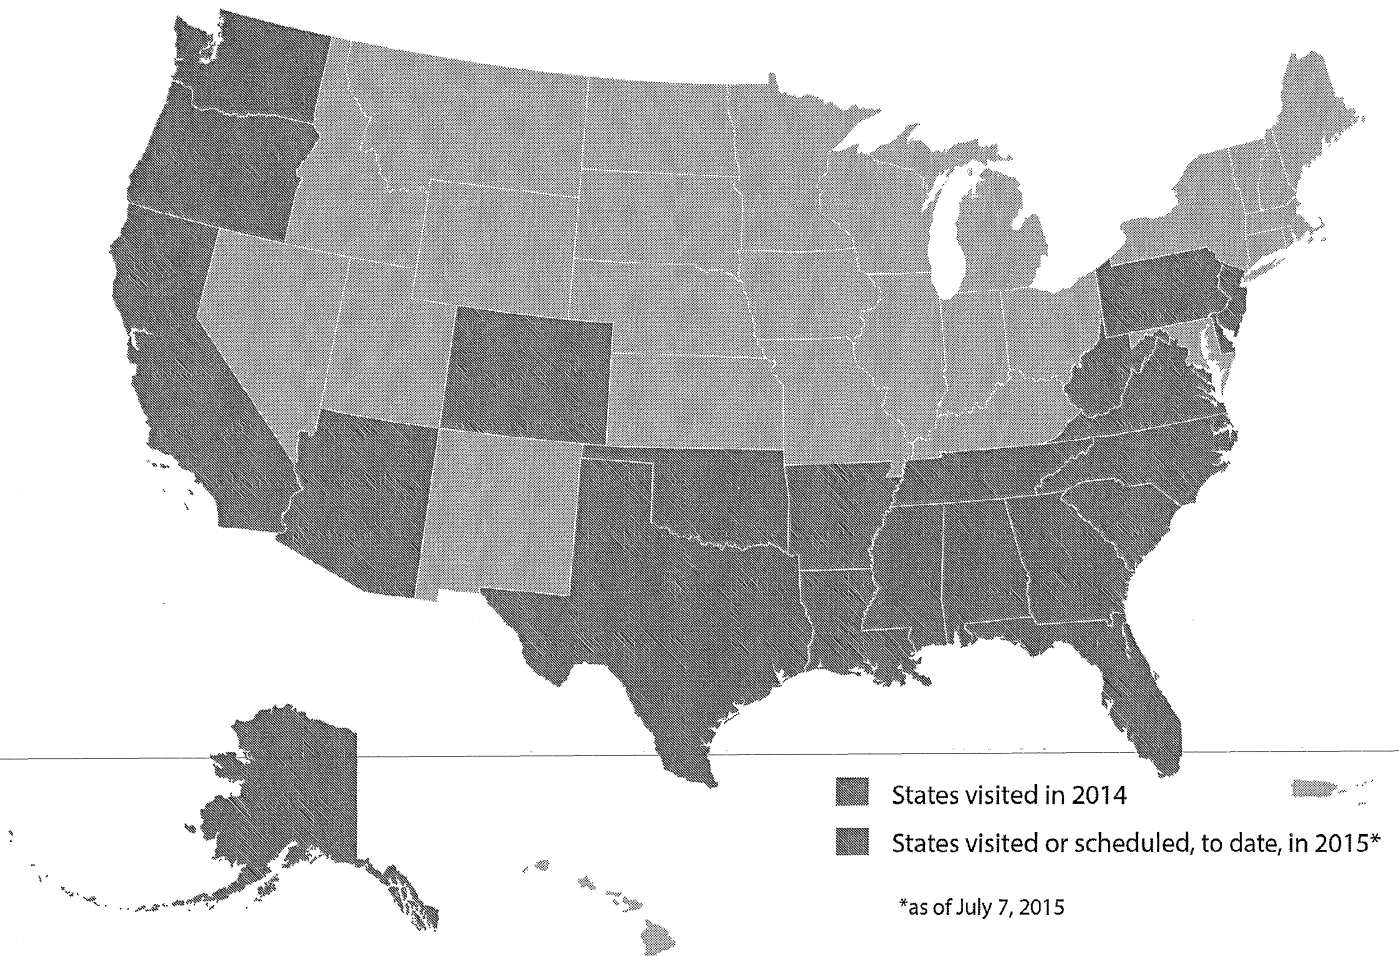 States visited in 2014
States visited or scheduled, to date, in 2015*
*as of July 7, 2015